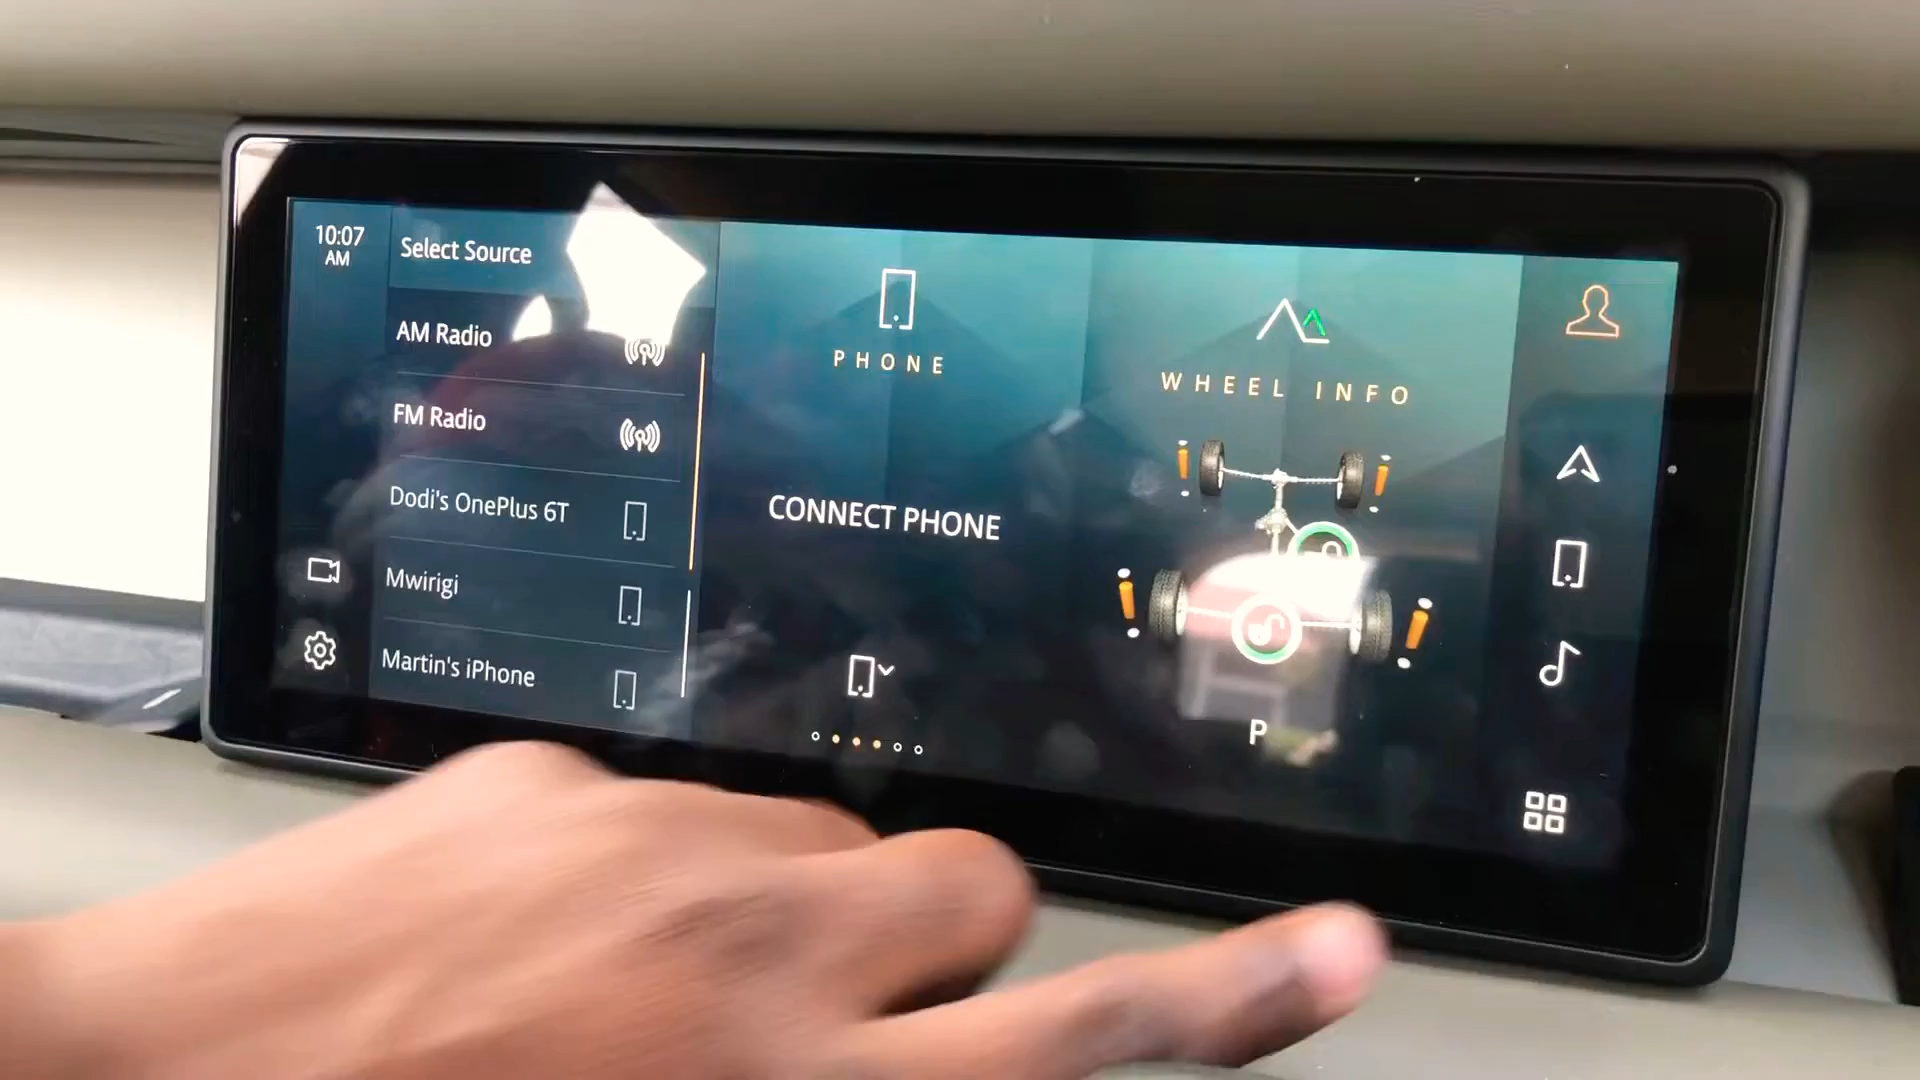 10:07
AM
Select Source
AM Radio
FM Radio
Dodi's OnePlus 6T
Mwirigi
Martin's iPhone
PHONE
CONNECT PHONE
WHEEL INFO
P